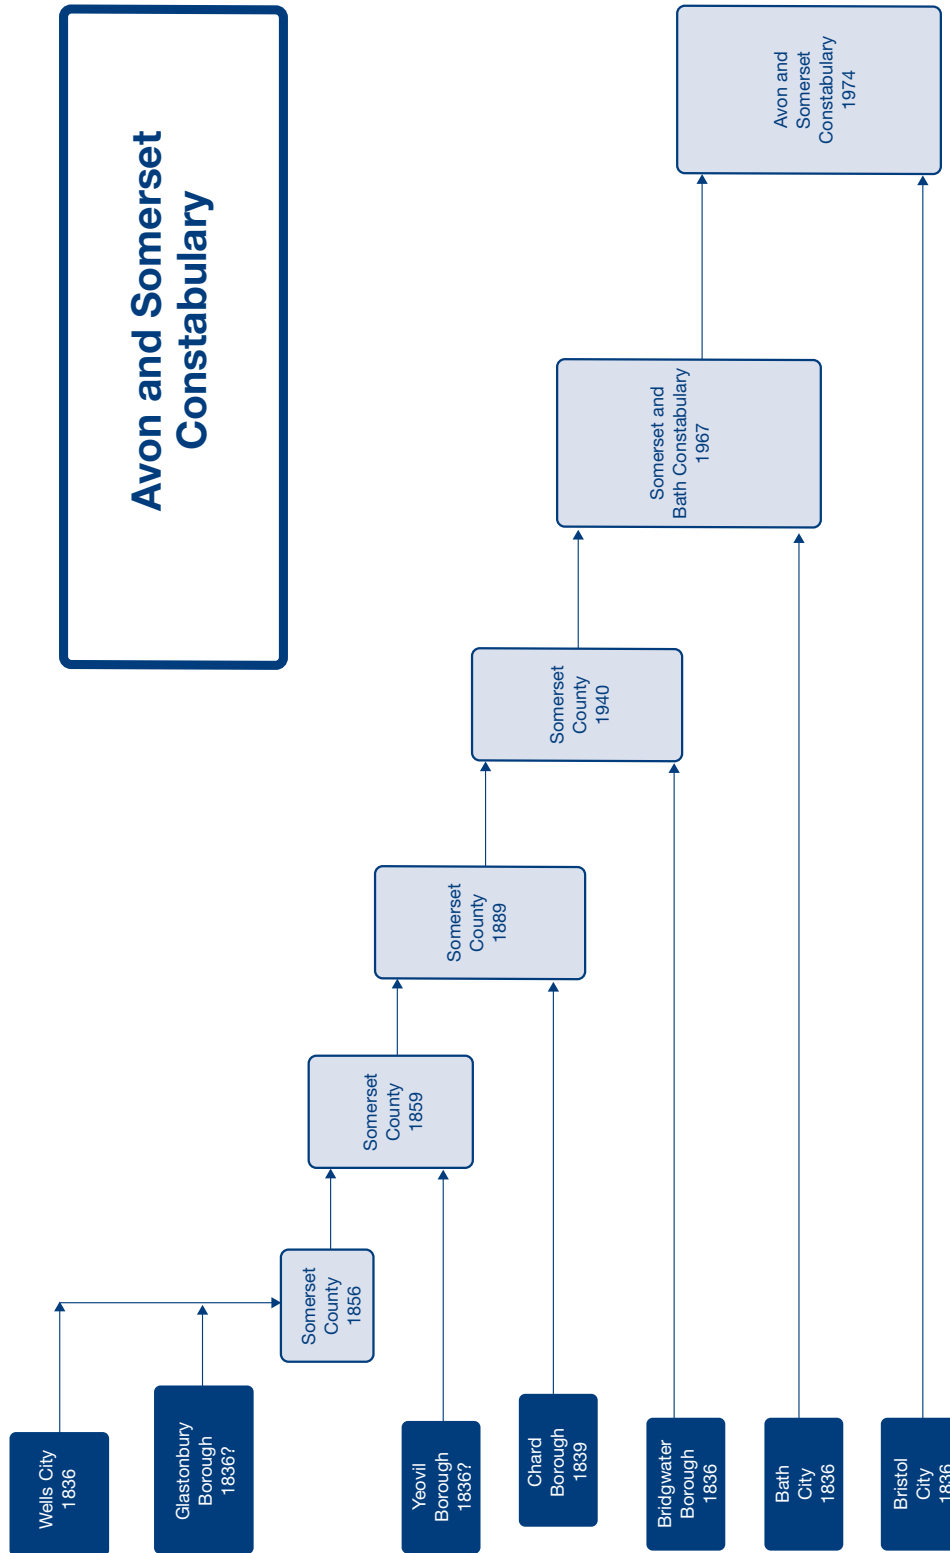 Avon and Somerset
Constabulary
Wells City
1836
Glastonbury
Borough
1836?
Somerset
County
1856
Yeovil
Borough
1836?
Somerset
County
1859
Chard
Borough
1839
Somerset
County
1889
Bridgwater
Borough
1836
Somerset
County
1940
Bath
City
1836
Somerset and
Bath Constabulary
1967
Bristol
City
1836
Avon and
Somerset
Constabulary
1974